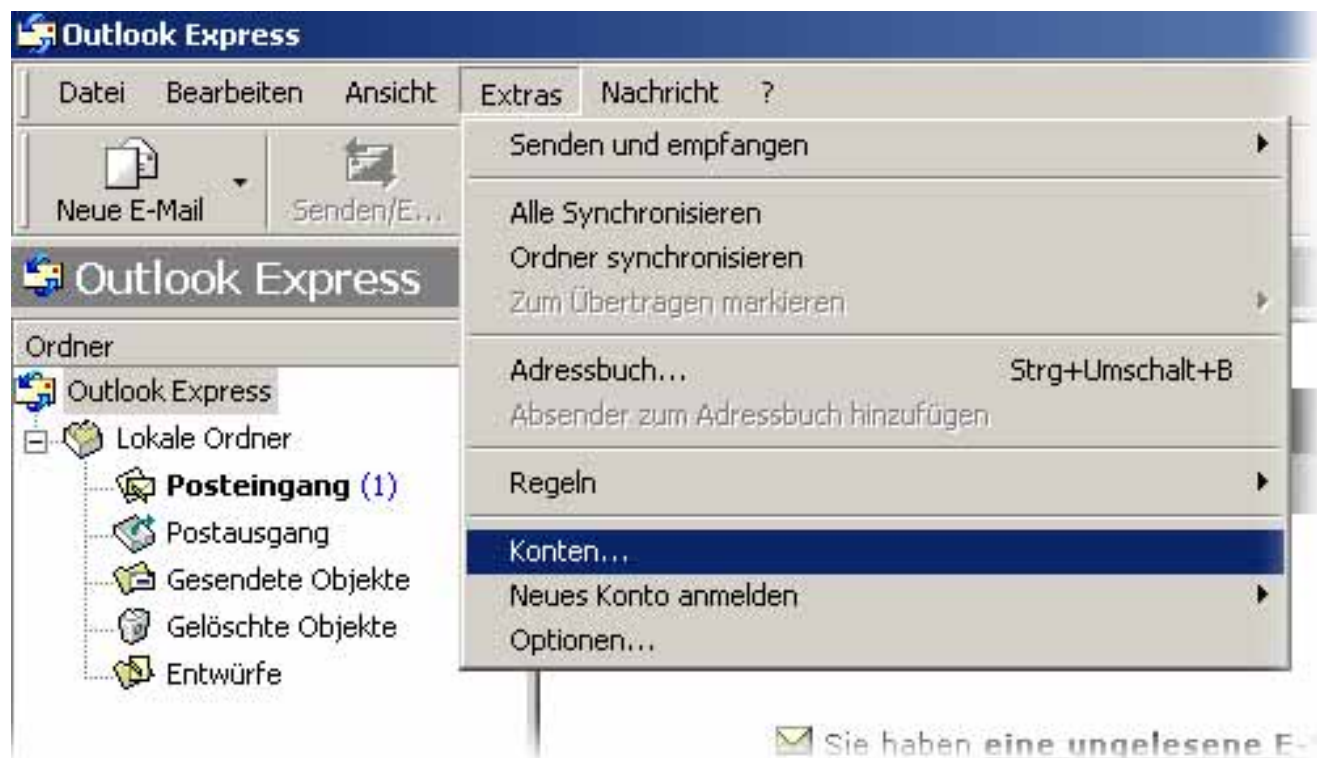 Outlook Express
Datei Bearbeiten Ansicht Extras Nachricht ?
Neue E-Mail
Senden/E...
Outlook Express
Ordner
Outlook Express
Lokale Ordner
Posteingang (1)
Postausgang
Gesendete Objekte
Gelöschte Objekte
Entwürfe
Senden und empfangen
Alle Synchronisieren
Ordner synchronisieren
Zum Übertragen markieren
Adressbuch... Strg+Umschalt+B
Absender zum Adressbuch hinzufügen
Regeln
Konten...
Neues Konto anmelden
Optionen...
Sie haben eine ungelesene E-